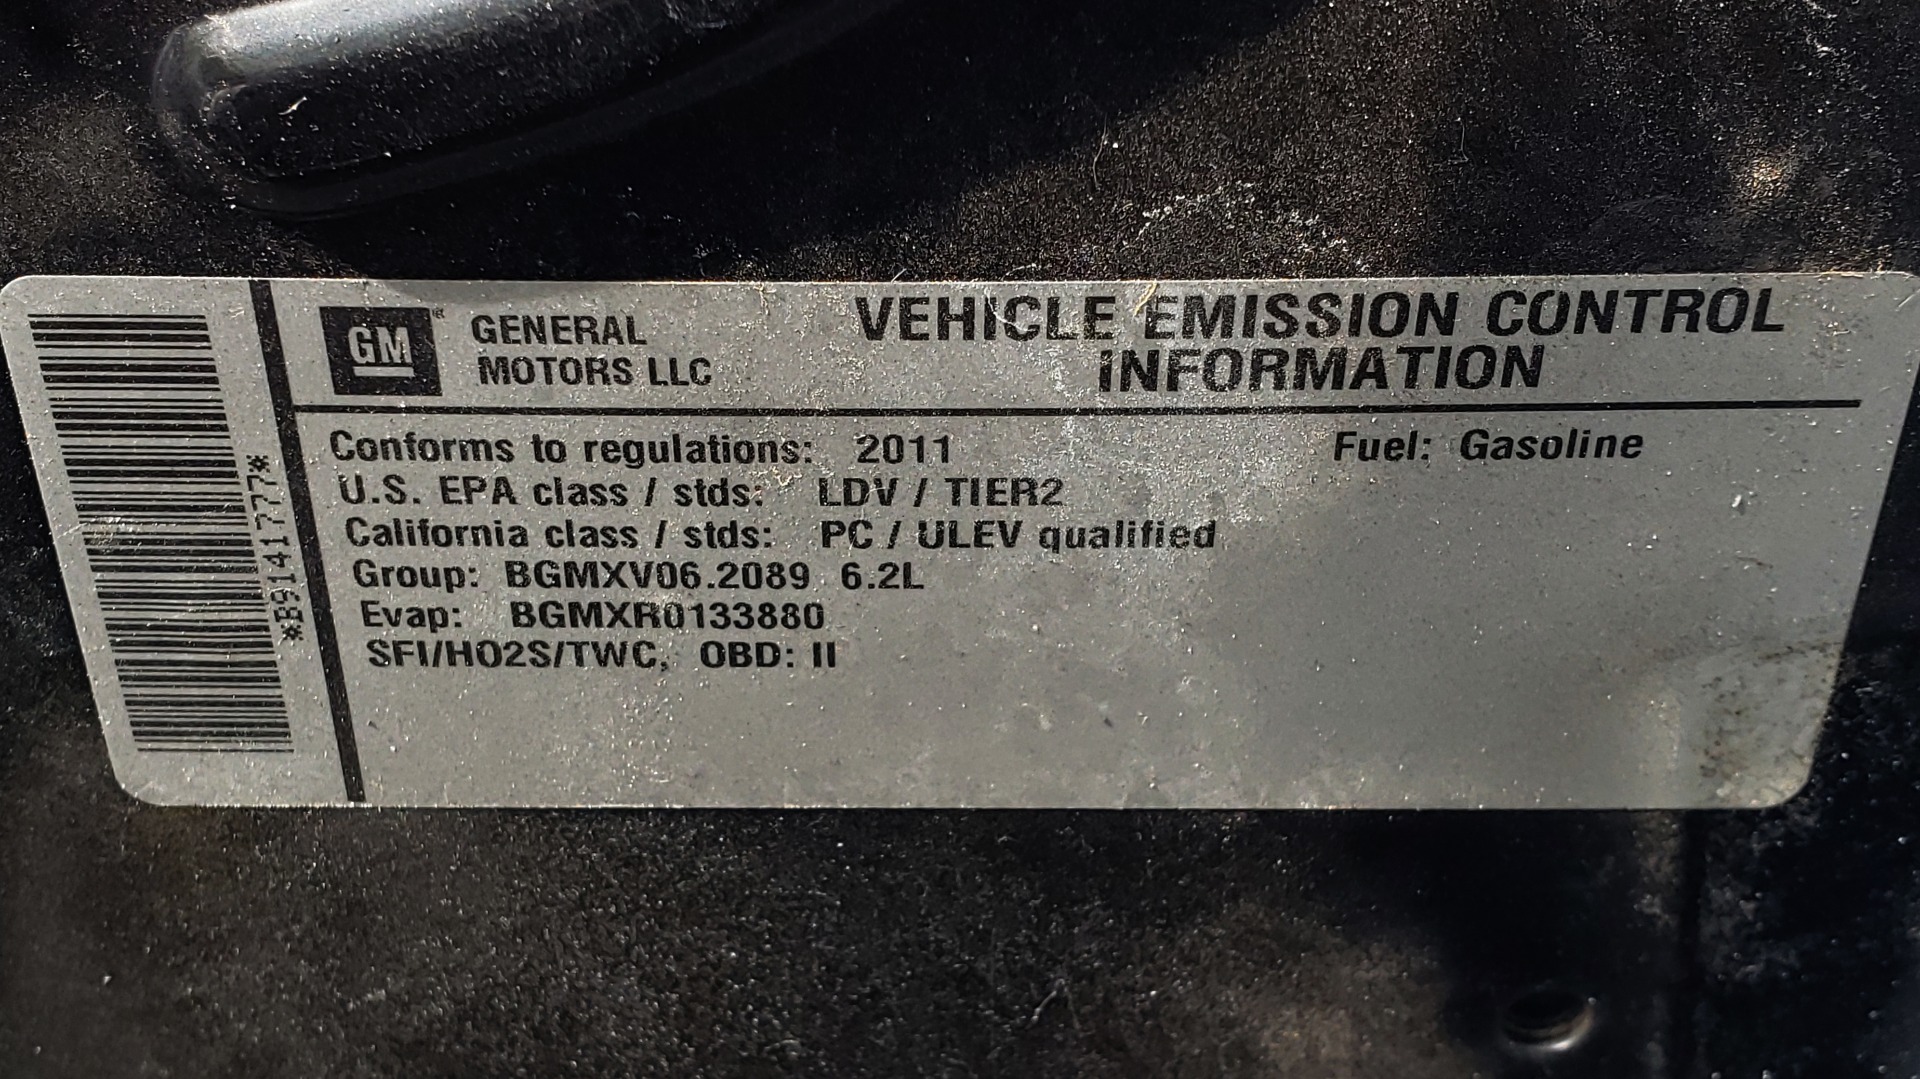 GM
GENERAL
MOTORS LLC
VEHICLE EMISSION CONTROL
INFORMATION
Conforms to regulations: 2011
Fuel: Gasoline
U.S. EPA class / stds: LDV / TIER2
California class / stds: PC / ULEV qualified
Group: BGMXV06.2089 6.2L
Evap: BGMXR0133880
SFI/HO2S/TWC, OBD: II
*B9141777*